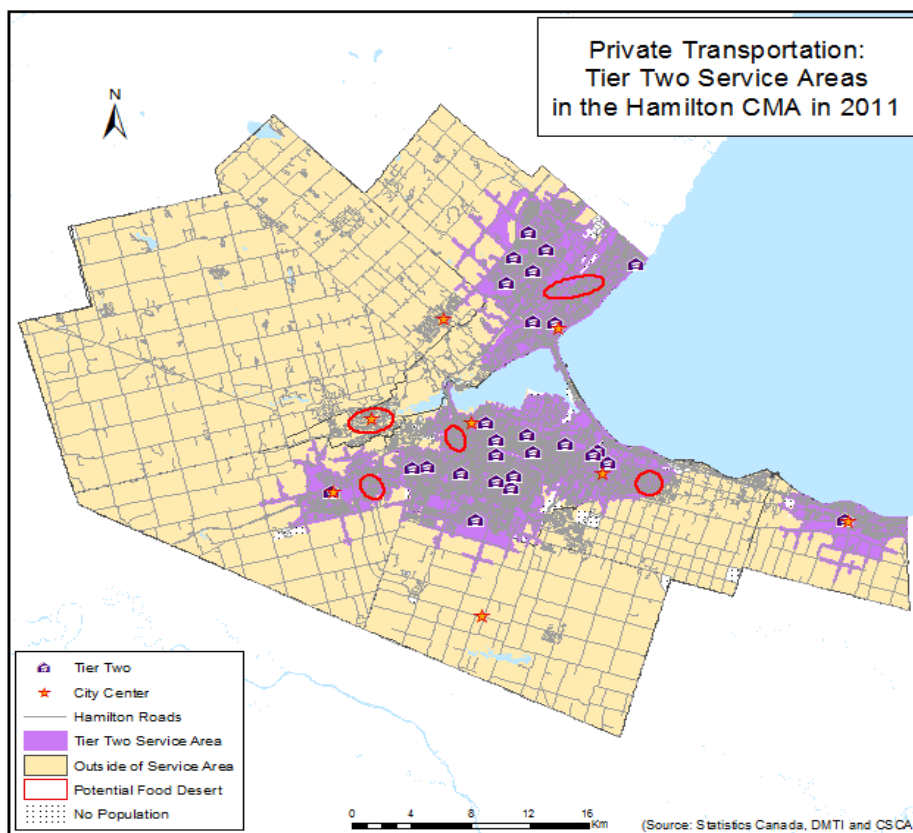 Private Transportation:
Tier Two Service Areas
in the Hamilton CMA in 2011
N
Tier Two
City Center
Hamilton Roads
Tier Two Service Area
Outside of Service Area
Potential Food Desert
No Population
0 2 4 8 12 16
Km
(Source: Statistics Canada, DMTI and CSCA